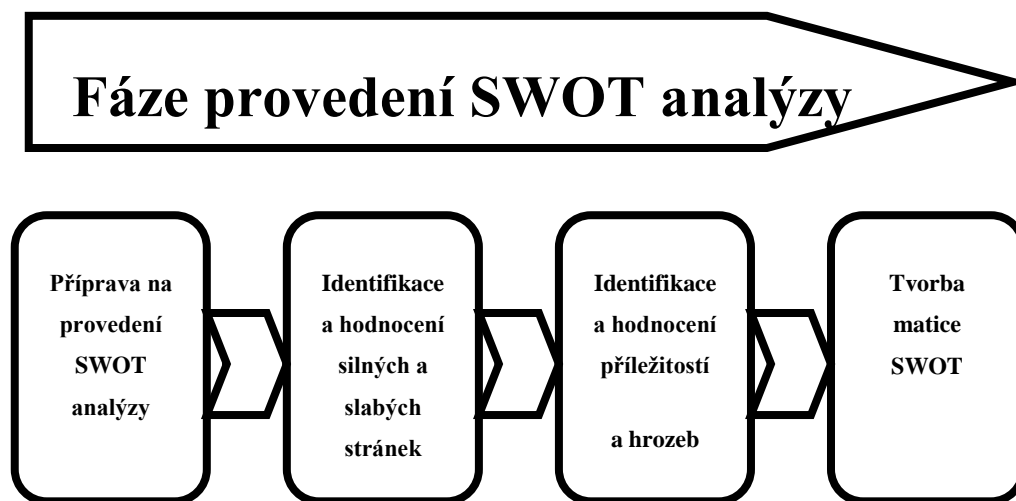 Fáze provedení SWOT analýzy
Příprava na
provedení
SWOT
analýzy
Identifikace
a hodnocení
silných a
slabých
stránek
Identifikace
a hodnocení
příležitostí
a hrozeb
Tvorba
matice
SWOT